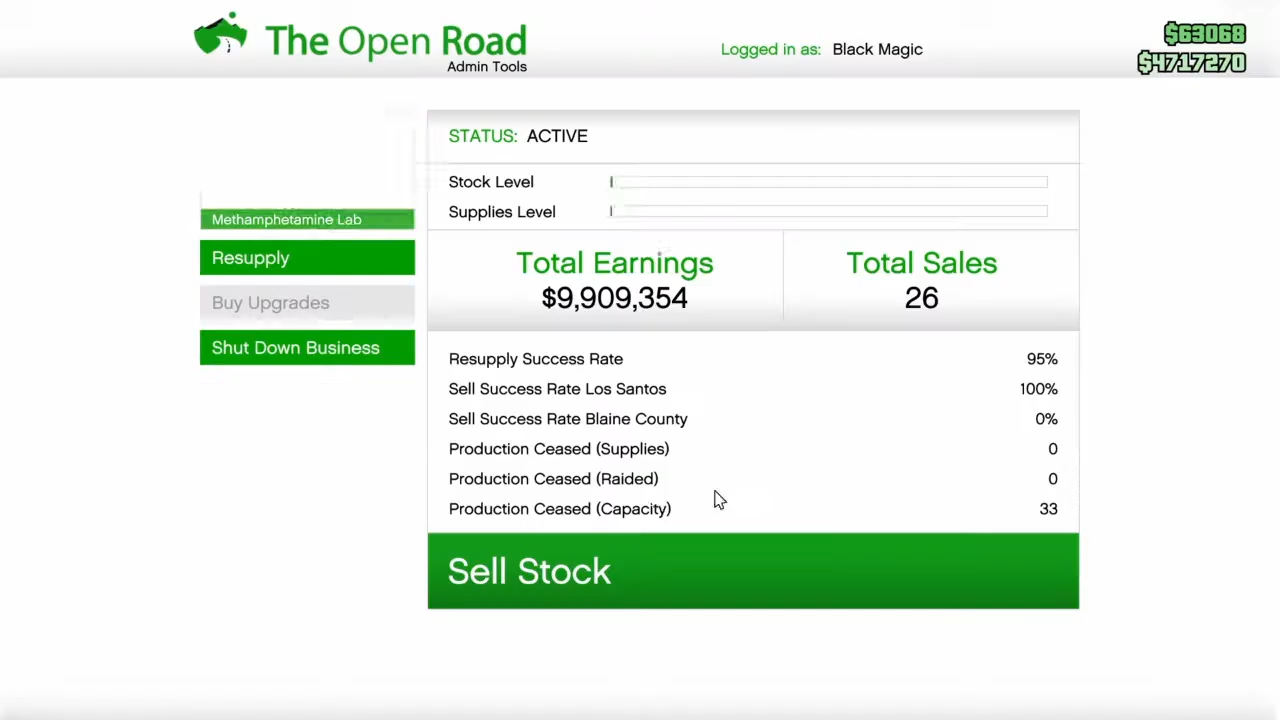 The Open Road
Admin Tools
Logged in as: Black Magic
$63068
$4717270
STATUS: ACTIVE
Stock Level
Supplies Level
Methamphetamine Lab
Resupply
Buy Upgrades
Shut Down Business
Total Earnings
$9,909,354
Total Sales
26
Resupply Success Rate 95%
Sell Success Rate Los Santos 100%
Sell Success Rate Blaine County 0%
Production Ceased (Supplies) 0
Production Ceased (Raided) 0
Production Ceased (Capacity) 33
Sell Stock